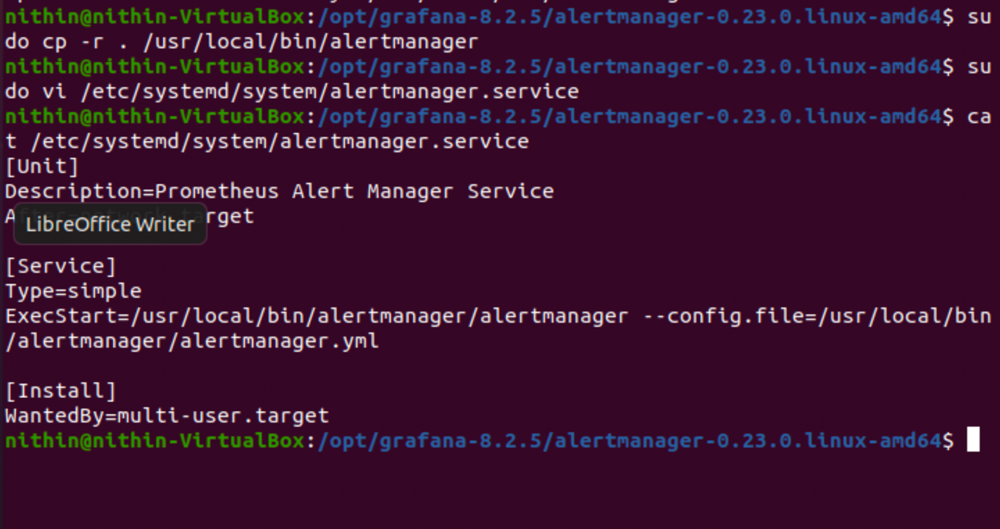 nithin@nithin-VirtualBox:/opt/grafana-8.2.5/alertmanager-0.23.0.linux-amd64$ su
do cp -r . /usr/local/bin/alertmanager
nithin@nithin-VirtualBox:/opt/grafana-8.2.5/alertmanager-0.23.0.linux-amd64$ su
do vi /etc/systemd/system/alertmanager.service
nithin@nithin-VirtualBox:/opt/grafana-8.2.5/alertmanager-0.23.0.linux-amd64$ ca
t /etc/systemd/system/alertmanager.service
[Unit]
Description=Prometheus Alert Manager Service
After=network.target
LibreOffice Writer
[Service]
Type=simple
ExecStart=/usr/local/bin/alertmanager/alertmanager --config.file=/usr/local/bin
/alertmanager/alertmanager.yml
[Install]
WantedBy=multi-user.target
nithin@nithin-VirtualBox:/opt/grafana-8.2.5/alertmanager-0.23.0.linux-amd64$